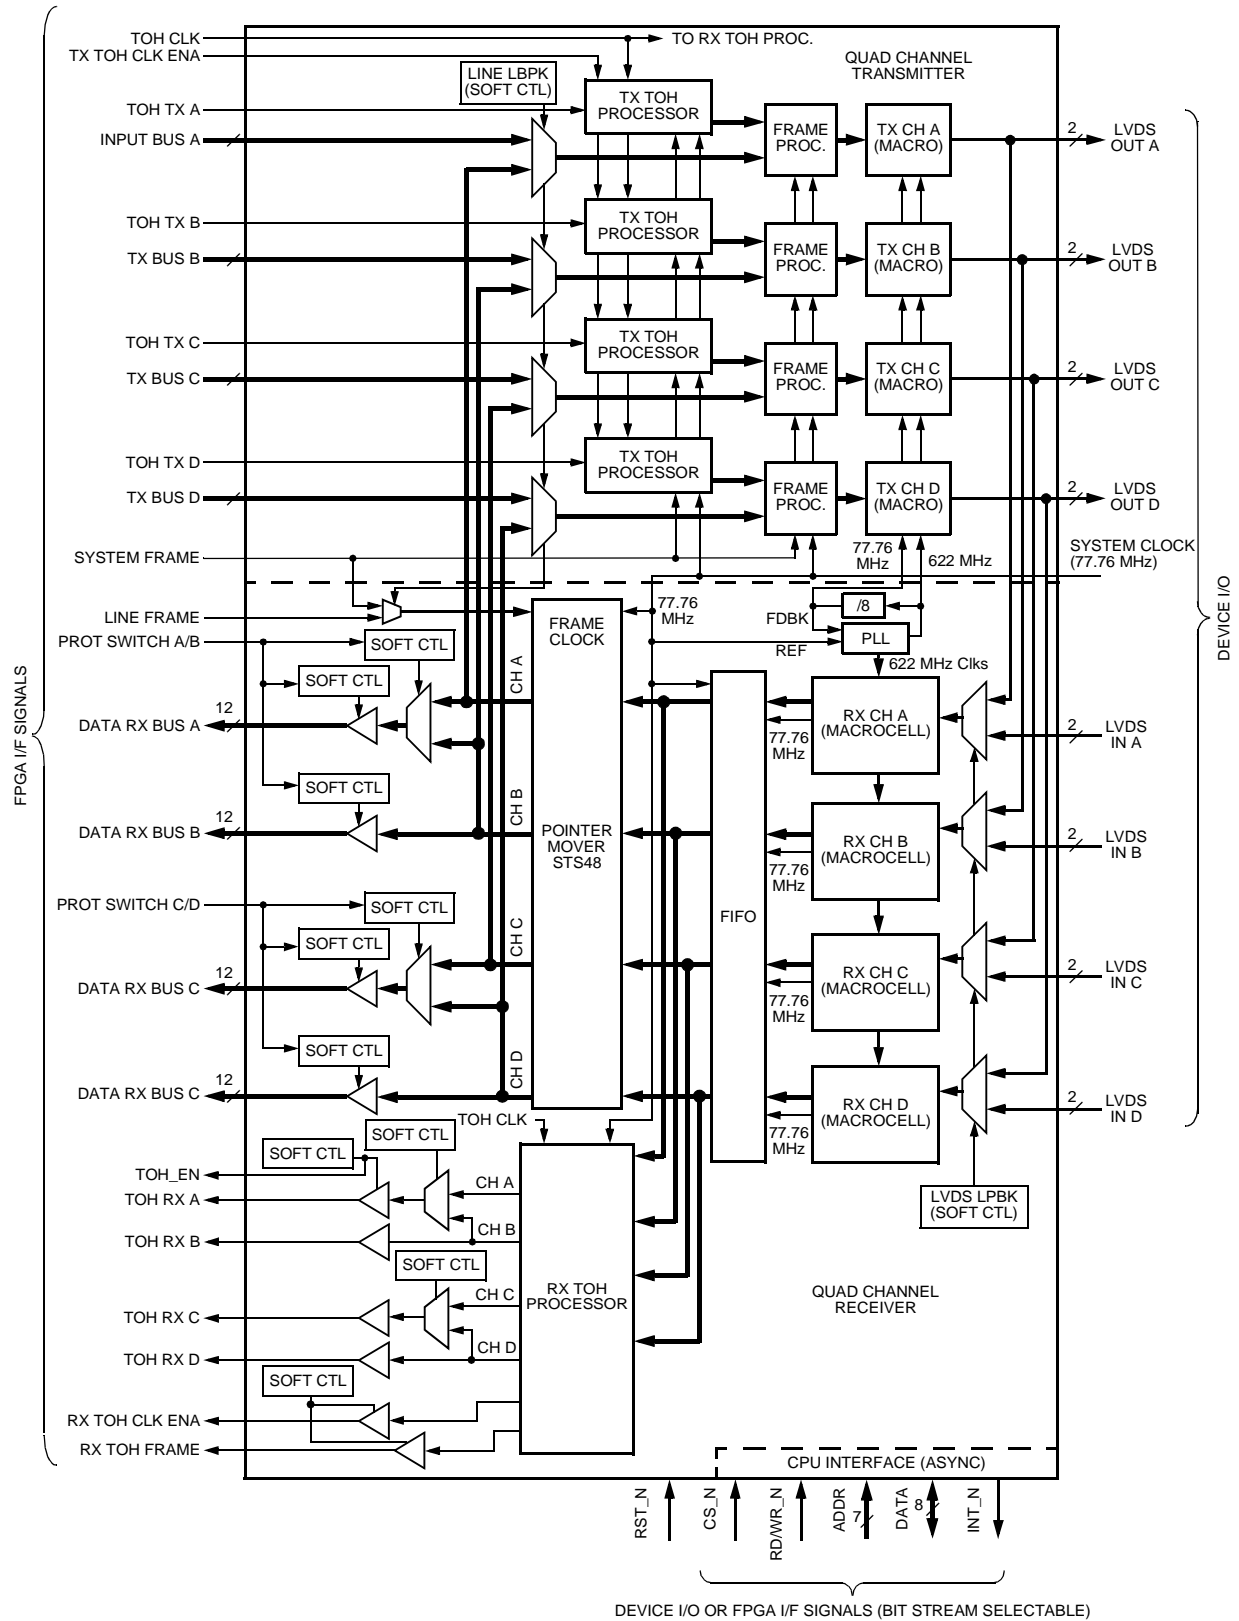 TOH CLK
TO RX TOH PROC.
TX TOH CLK ENA
QUAD CHANNEL
TRANSMITTER
LINE LBPK
(SOFT CTL)
TX TOH
PROCESSOR
TOH TX A
FRAME
PROC.
TX CH A
(MACRO)
INPUT BUS A
2
LVDS
OUT A
TOH TX B
TX TOH
PROCESSOR
TX BUS B
FRAME
PROC.
TX CH B
(MACRO)
2
LVDS
OUT B
TOH TX C
TX TOH
PROCESSOR
TX BUS C
FRAME
PROC.
TX CH C
(MACRO)
2
LVDS
OUT C
TOH TX D
TX TOH
PROCESSOR
TX BUS D
FRAME
PROC.
TX CH D
(MACRO)
2
LVDS
OUT D
SYSTEM FRAME
77.76
MHz
622 MHz
SYSTEM CLOCK
(77.76 MHz)
DEVICE I/O
FPGA I/F SIGNALS
LINE FRAME
FRAME
CLOCK
77.76
MHz
FDBK
/8
REF
PLL
622 MHz Clks
PROT SWITCH A/B
SOFT CTL
SOFT CTL
CH A
DATA RX BUS A
12
77.76
MHz
RX CH A
(MACROCELL)
2
LVDS
IN A
SOFT CTL
CH B
DATA RX BUS B
12
POINTER
MOVER
STS48
77.76
MHz
RX CH B
(MACROCELL)
2
LVDS
IN B
FIFO
PROT SWITCH C/D
SOFT CTL
SOFT CTL
CH C
DATA RX BUS C
12
77.76
MHz
RX CH C
(MACROCELL)
2
LVDS
IN C
SOFT CTL
CH D
DATA RX BUS C
12
77.76
MHz
RX CH D
(MACROCELL)
2
LVDS
IN D
TOH CLK
SOFT CTL
SOFT CTL
TOH_EN
TOH RX A
CH A
LVDS LPBK
(SOFT CTL)
TOH RX B
CH B
SOFT CTL
RX TOH
PROCESSOR
QUAD CHANNEL
RECEIVER
CH C
TOH RX C
CH D
TOH RX D
SOFT CTL
RX TOH CLK ENA
RX TOH FRAME
CPU INTERFACE (ASYNC)
RST_N
CS_N
RD/WR_N
ADDR
7
DATA
8
INT_N
DEVICE I/O OR FPGA I/F SIGNALS (BIT STREAM SELECTABLE)